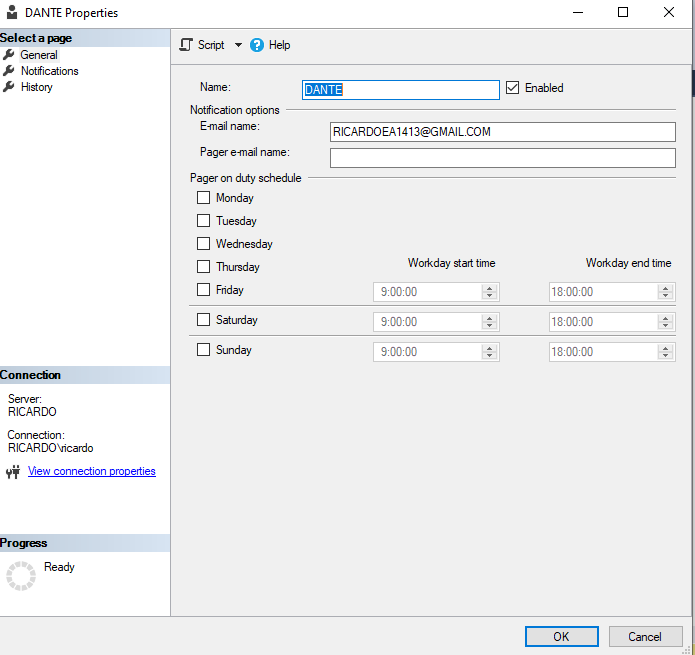 DANTE Properties
Select a page
General
Notifications
History
Script
Help
Name:
DANTE
Enabled
Notification options
E-mail name:
RICARDOEA1413@GMAIL.COM
Pager e-mail name:
Pager on duty schedule
Monday
Tuesday
Wednesday
Thursday
Workday start time Workday end time
Friday 9:00:00 18:00:00
Saturday 9:00:00 18:00:00
Sunday 9:00:00 18:00:00
Connection
Server:
RICARDO
Connection:
RICARDO\ricardo
View connection properties
Progress
Ready
OK Cancel